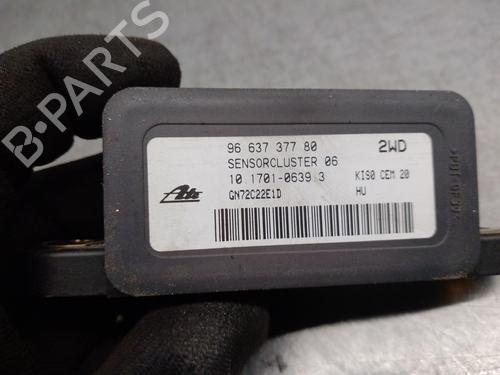 B-PARTS
96 637 377 80
2WD
SENSORCLUSTER 06
10.1701-0639.3
KIS0 CEM 20
GN72C22E1D
HU
Ate